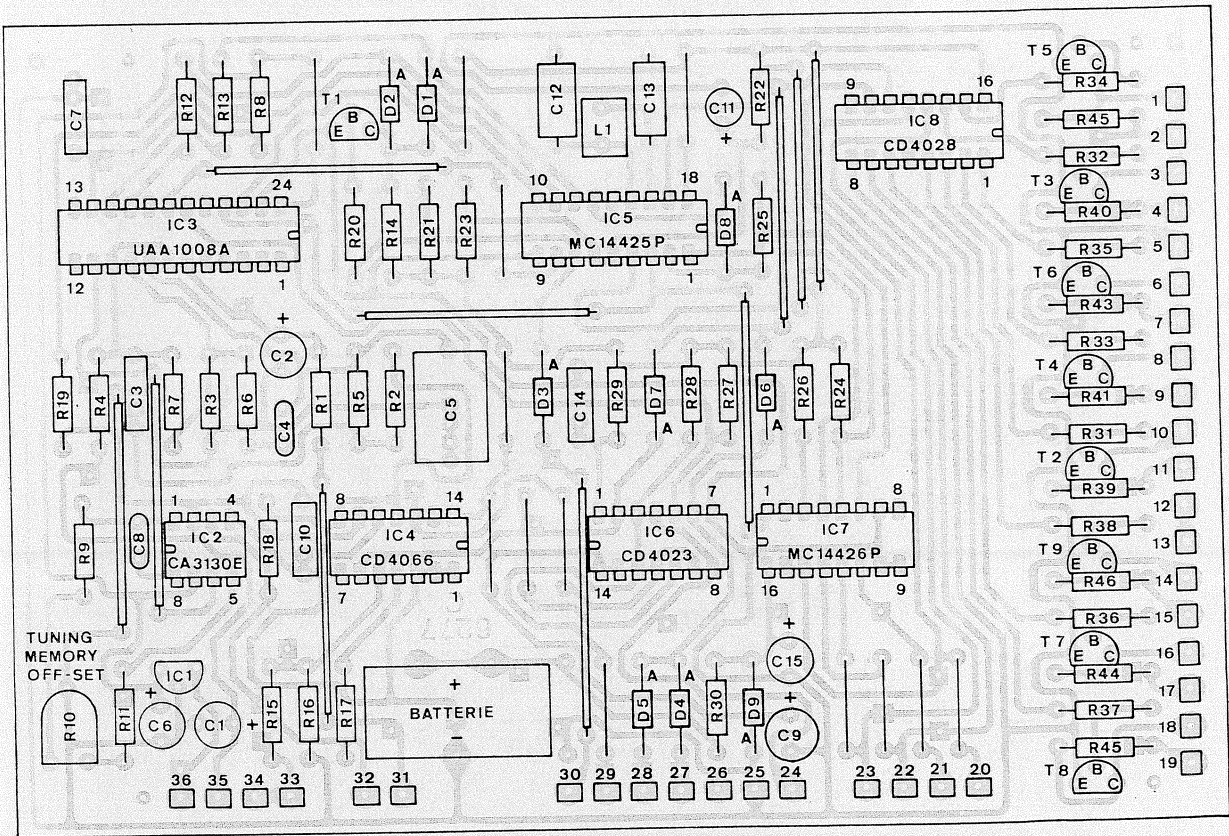 T5
B
E C
R34
1
R45
2
R32
3
T3
B
E C
R40
4
R35
5
T6
B
E C
R43
6
R33
7
T4
B
E C
R41
8
9
R31
10
T2
B
E C
R39
11
R38
12
T9
B
E C
R46
13
14
R36
15
T7
B
E C
R44
16
R37
17
18
R45
19
T8
B
E C
C7
R12
R13
R8
T1
B
E C
D2
A
D1
A
C12
L1
C13
C11
+
R22
9
16
IC8
CD4028
8
1
13
24
IC3
UAA1008A
12
1
R20
R14
R21
R23
10
18
IC5
MC14425P
9
1
D8
A
R25
R19
R4
C3
R7
R3
R6
+
C2
C4
R1
R5
R2
C5
D3
A
C14
R29
D7
A
R28
R27
D6
A
R26
R24
R9
C8
1
4
IC2
CA3130E
8
5
R18
C10
8
14
IC4
CD4066
7
1
1
7
IC6
CD4023
14
8
1
8
IC7
MC14426P
16
9
6277
TUNING
MEMORY
OFF-SET
R10
R11
+
C6
IC1
C1
+
R15
R16
R17
+
BATTERIE
-
D5
A
D4
A
R30
D9
A
+
C15
+
C9
36 35 34 33 32 31 30 29 28 27 26 25 24 23 22 21 20